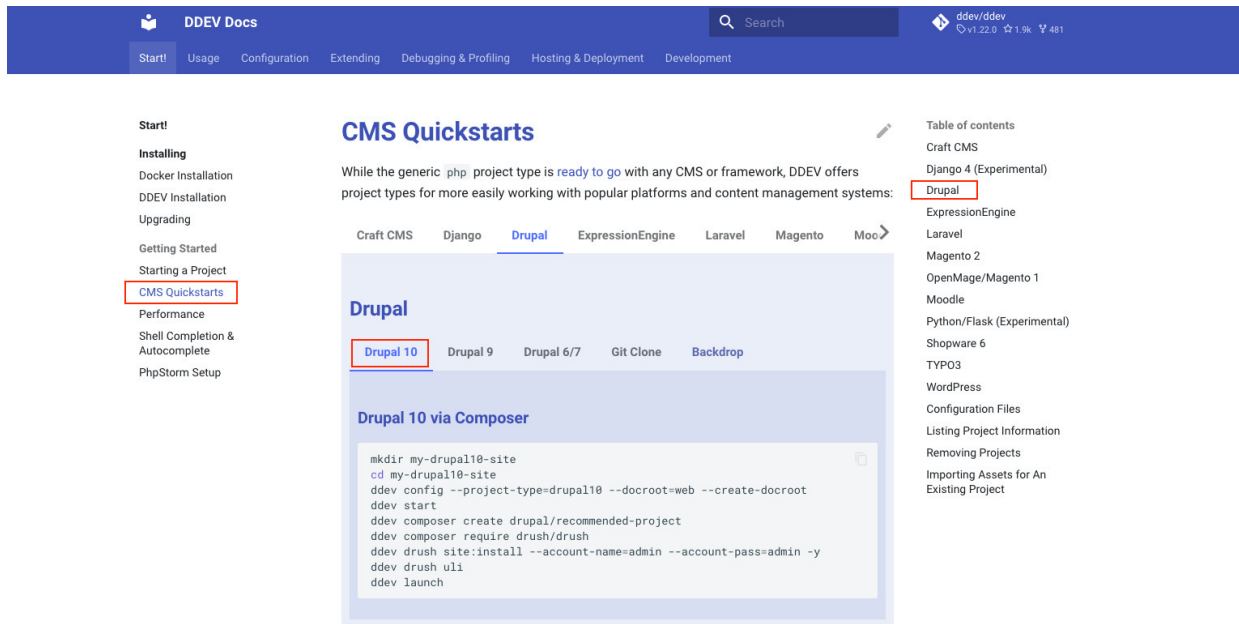 DDEV Docs
Search
ddev/ddev
v1.22.0 1.9k 481
Start! Usage Configuration Extending Debugging & Profiling Hosting & Deployment Development
Start!
Installing
Docker Installation
DDEV Installation
Upgrading
Getting Started
Starting a Project
CMS Quickstarts
Performance
Shell Completion &
Autocomplete
PhpStorm Setup
CMS Quickstarts
While the generic php project type is ready to go with any CMS or framework, DDEV offers
project types for more easily working with popular platforms and content management systems:
Craft CMS Django Drupal ExpressionEngine Laravel Magento Moo
Drupal
Drupal 10 Drupal 9 Drupal 6/7 Git Clone Backdrop
Drupal 10 via Composer
mkdir my-drupal10-site
cd my-drupal10-site
ddev config --project-type=drupal10 --docroot=web --create-docroot
ddev start
ddev composer create drupal/recommended-project
ddev composer require drush/drush
ddev drush site:install --account-name=admin --account-pass=admin -y
ddev drush uli
ddev launch
Table of contents
Craft CMS
Django 4 (Experimental)
Drupal
ExpressionEngine
Laravel
Magento 2
OpenMage/Magento 1
Moodle
Python/Flask (Experimental)
Shopware 6
TYPO3
WordPress
Configuration Files
Listing Project Information
Removing Projects
Importing Assets for An
Existing Project